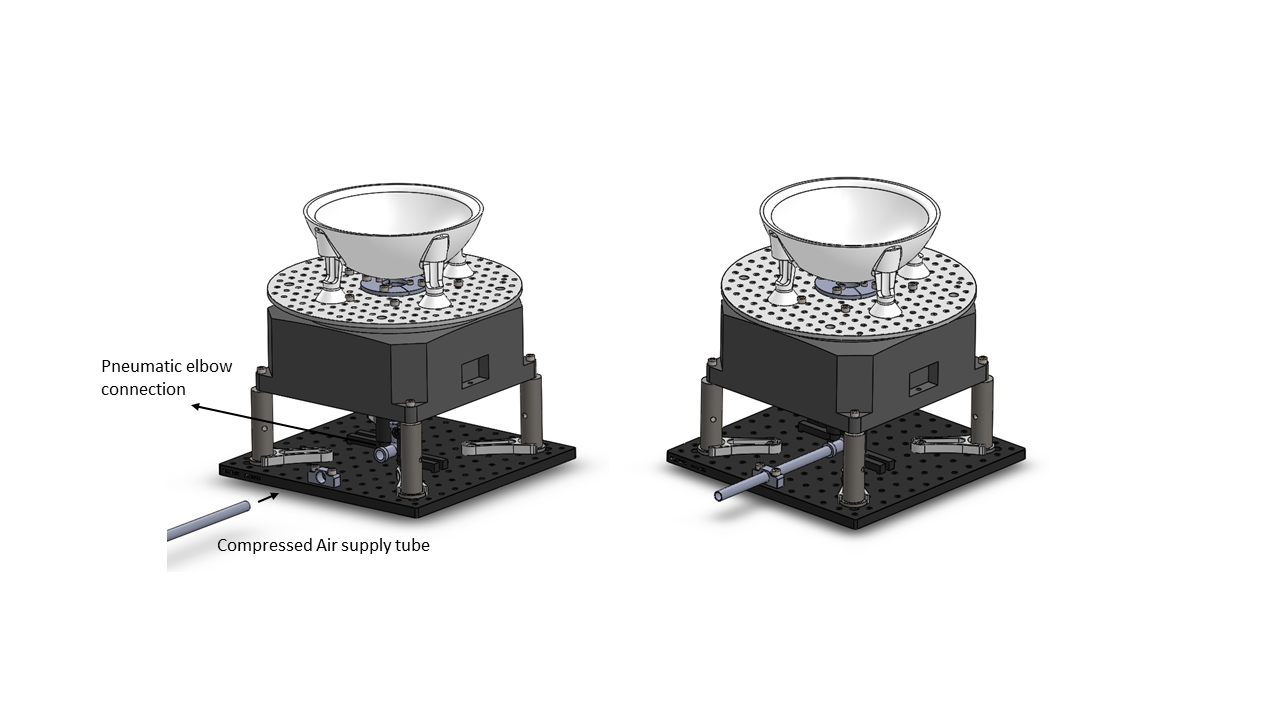 Pneumatic elbow
connection
Compressed Air supply tube